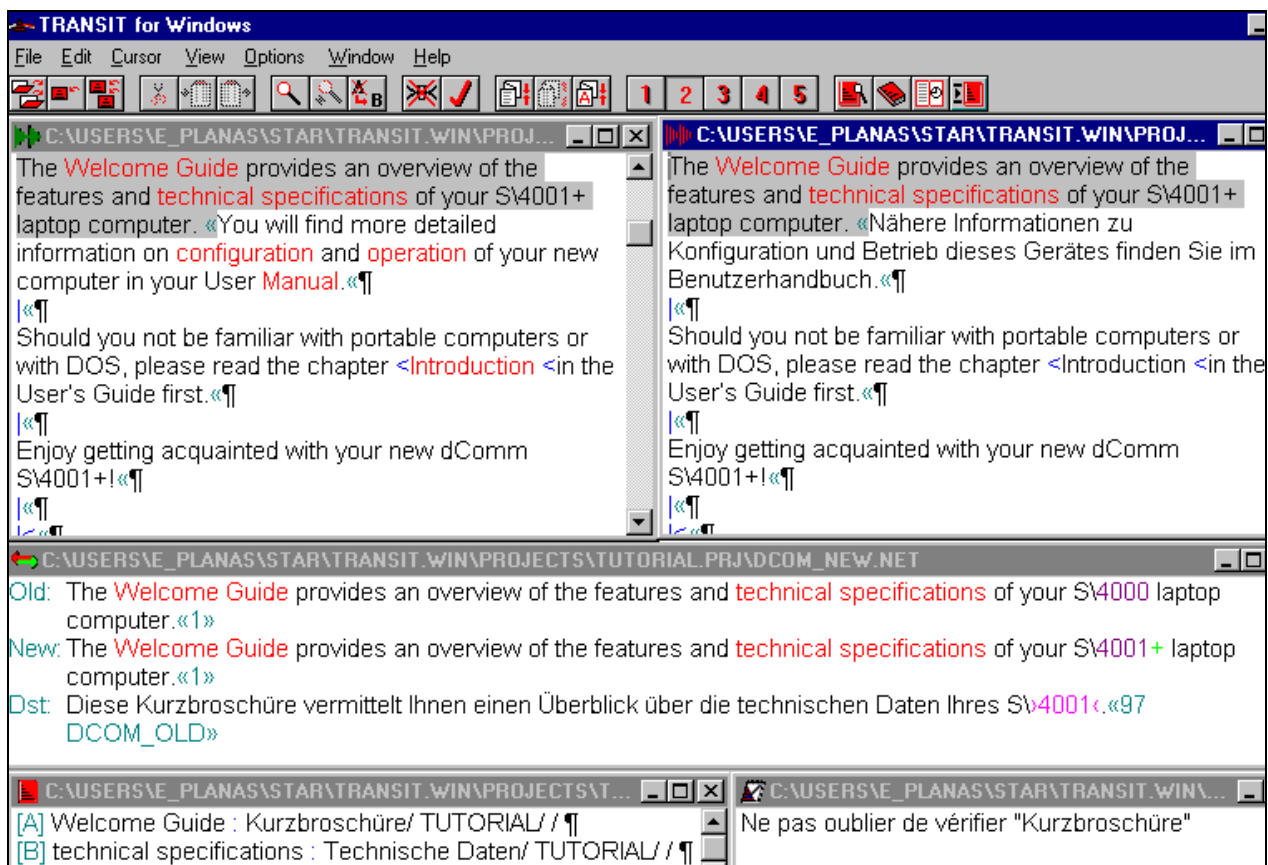 TRANSIT for Windows
File Edit Cursor View Options Window Help
B A 1 2 3 4 5
C:\USERS\E_PLANAS\STAR\TRANSIT.WIN\PROJ...
The Welcome Guide provides an overview of the
features and technical specifications of your S\4001+
laptop computer. «You will find more detailed
information on configuration and operation of your new
computer in your User Manual.«¶
|«¶
Should you not be familiar with portable computers or
with DOS, please read the chapter <Introduction <in the
User's Guide first.«¶
|«¶
Enjoy getting acquainted with your new dComm
S\4001+!«¶
|«¶
|<«¶
C:\USERS\E_PLANAS\STAR\TRANSIT.WIN\PROJ...
The Welcome Guide provides an overview of the
features and technical specifications of your S\4001+
laptop computer. «Nähere Informationen zu
Konfiguration und Betrieb dieses Gerätes finden Sie im
Benutzerhandbuch.«¶
|«¶
Should you not be familiar with portable computers or
with DOS, please read the chapter <Introduction <in the
User's Guide first.«¶
|«¶
Enjoy getting acquainted with your new dComm
S\4001+!«¶
|«¶
|<«¶
C:\USERS\E_PLANAS\STAR\TRANSIT.WIN\PROJECTS\TUTORIAL.PRJ\DCOM_NEW.NET
Old: The Welcome Guide provides an overview of the features and technical specifications of your S\4000 laptop
computer.«1»
New: The Welcome Guide provides an overview of the features and technical specifications of your S\4001+ laptop
computer.«1»
Dst: Diese Kurzbroschüre vermittelt Ihnen einen Überblick über die technischen Daten Ihres S\›4001‹.«97
DCOM_OLD»
C:\USERS\E_PLANAS\STAR\TRANSIT.WIN\PROJECTS\T...
[A] Welcome Guide : Kurzbroschüre/ TUTORIAL/ / ¶
[B] technical specifications : Technische Daten/ TUTORIAL/ / ¶
C:\USERS\E_PLANAS\STAR\TRANSIT.WIN\...
Ne pas oublier de vérifier "Kurzbroschüre"